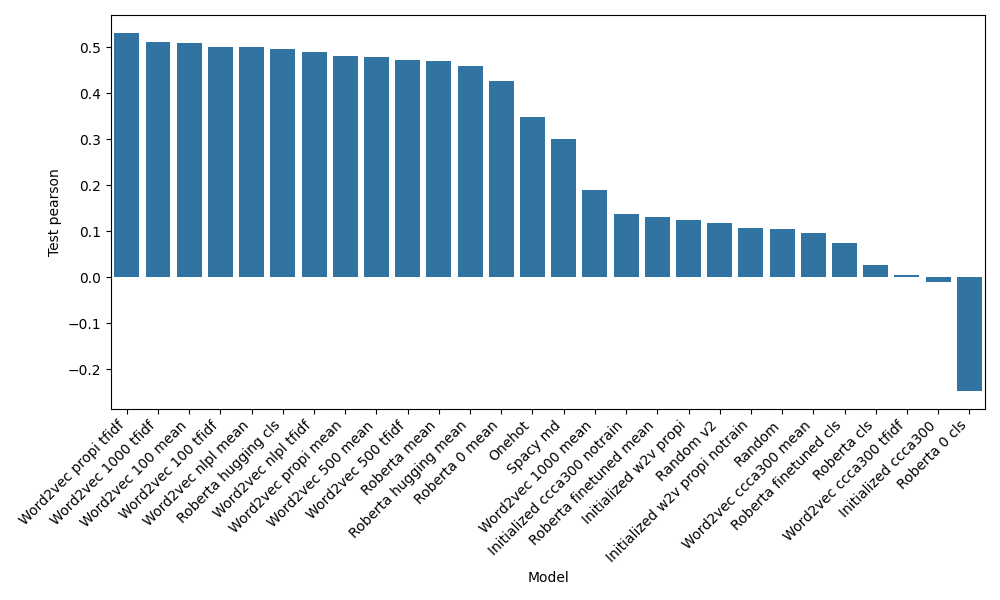 Test pearson
0.5
0.4
0.3
0.2
0.1
0.0
−0.1
−0.2
Word2vec propi tfidf
Word2vec 1000 tfidf
Word2vec 100 mean
Word2vec 100 tfidf
Word2vec nlpl mean
Roberta hugging cls
Word2vec nlpl tfidf
Word2vec propi mean
Word2vec 500 mean
Word2vec 500 tfidf
Roberta mean
Roberta hugging mean
Roberta 0 mean
Onehot
Spacy md
Word2vec 1000 mean
Initialized ccca300 notrain
Roberta finetuned mean
Initialized w2v propi
Random v2
Initialized w2v propi notrain
Random
Word2vec ccca300 mean
Roberta finetuned cls
Roberta cls
Word2vec ccca300 tfidf
Initialized ccca300
Roberta 0 cls
Model